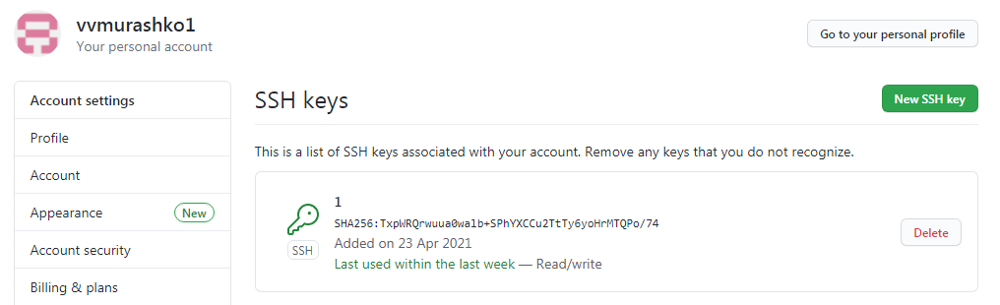 vvmurashko1
Your personal account
Go to your personal profile
Account settings
Profile
Account
Appearance
New
Account security
Billing & plans
SSH keys
New SSH key
This is a list of SSH keys associated with your account. Remove any keys that you do not recognize.
1
SHA256:TxpWRQrwuua0wa1b+SPhYXCCu2TtTy6yoHrMTQPo/74
SSH
Added on 23 Apr 2021
Last used within the last week — Read/write
Delete